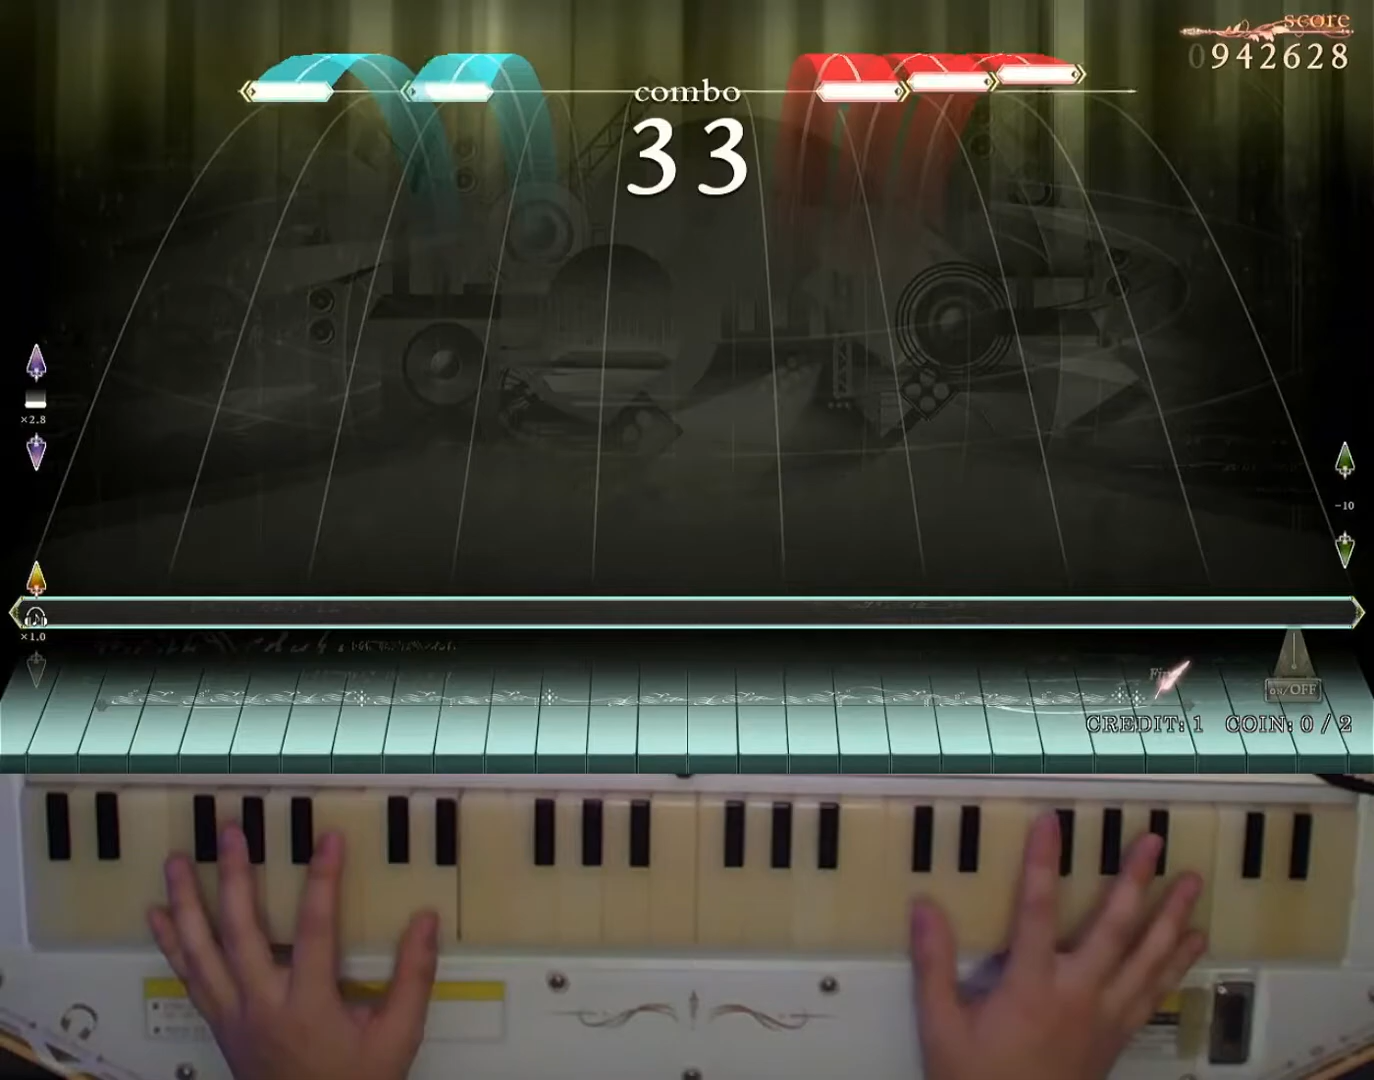 score
0942628
combo
33
×2.8
-10
×1.0
ON/OFF
CREDIT: 1 COIN: 0 / 2